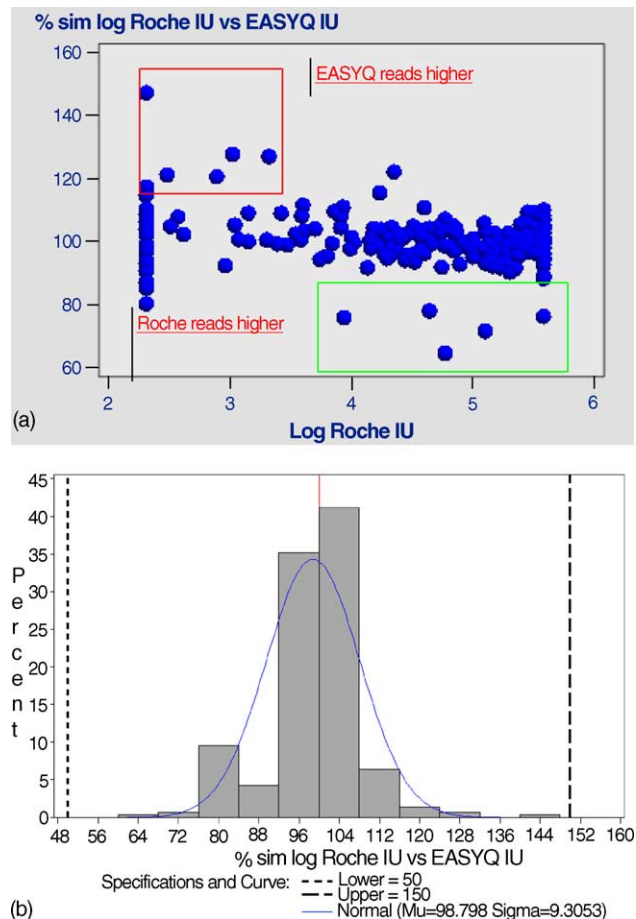 % sim log Roche IU vs EASYQ IU
160
EASYQ reads higher
140
120
100
80
Roche reads higher
60
2 3 4 5 6
(a)
Log Roche IU
45
40
35
30
25
20
15
10
5
0
Percent
48 56 64 72 80 88 96 104 112 120 128 136 144 152 160
% sim log Roche IU vs EASYQ IU
Specifications and Curve:
Lower = 50
Upper = 150
Normal (Mu=98.798 Sigma=9.3053)
(b)